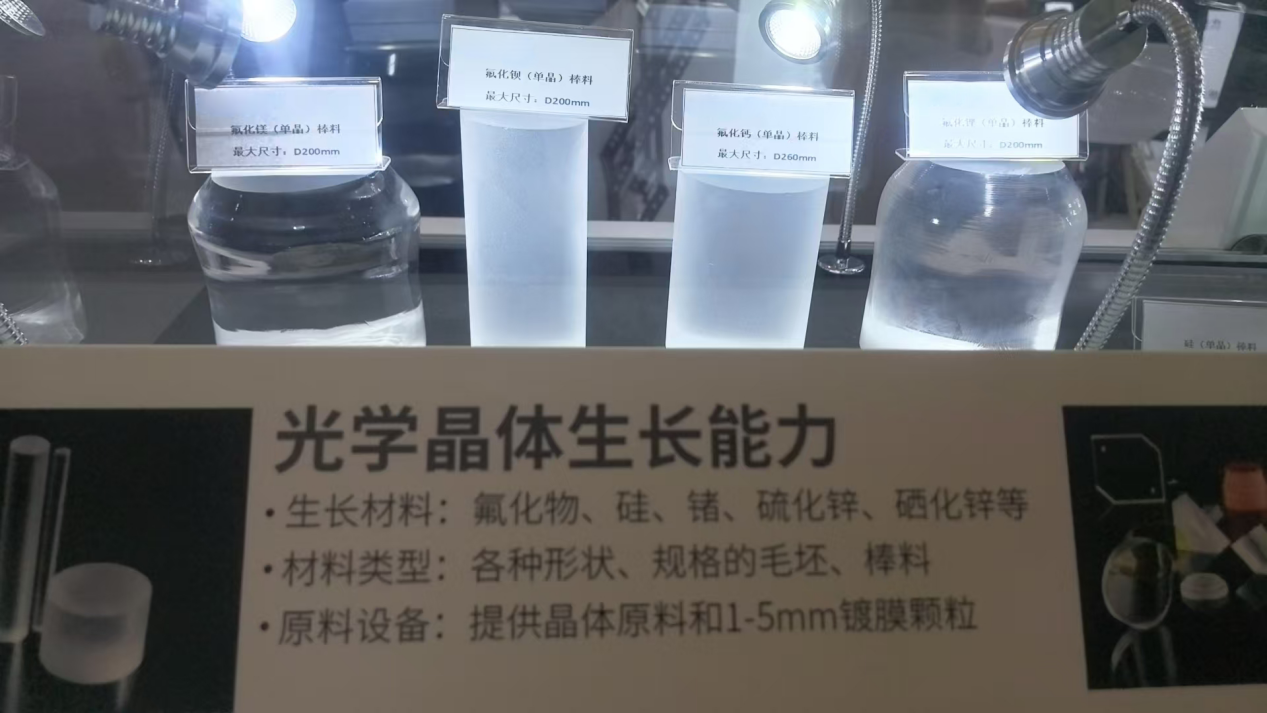 氟化镁（单晶）棒料
最大尺寸：D200mm
氟化钡（单晶）棒料
最大尺寸：D200mm
氟化钙（单晶）棒料
最大尺寸：D260mm
氟化锂（单晶）棒料
最大尺寸：D200mm
硅（单晶）棒料
光学晶体生长能力
•生长材料：氟化物、硅、锗、硫化锌、硒化锌等
•材料类型：各种形状、规格的毛坯、棒料
•原料设备：提供晶体原料和1-5mm镀膜颗粒